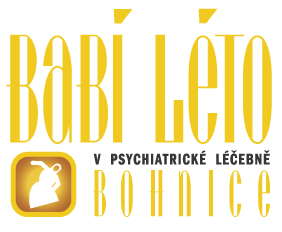 BaBÍ LéTO
V PSYCHIATRICKÉ LÉČEBNĚ
BOHNICE